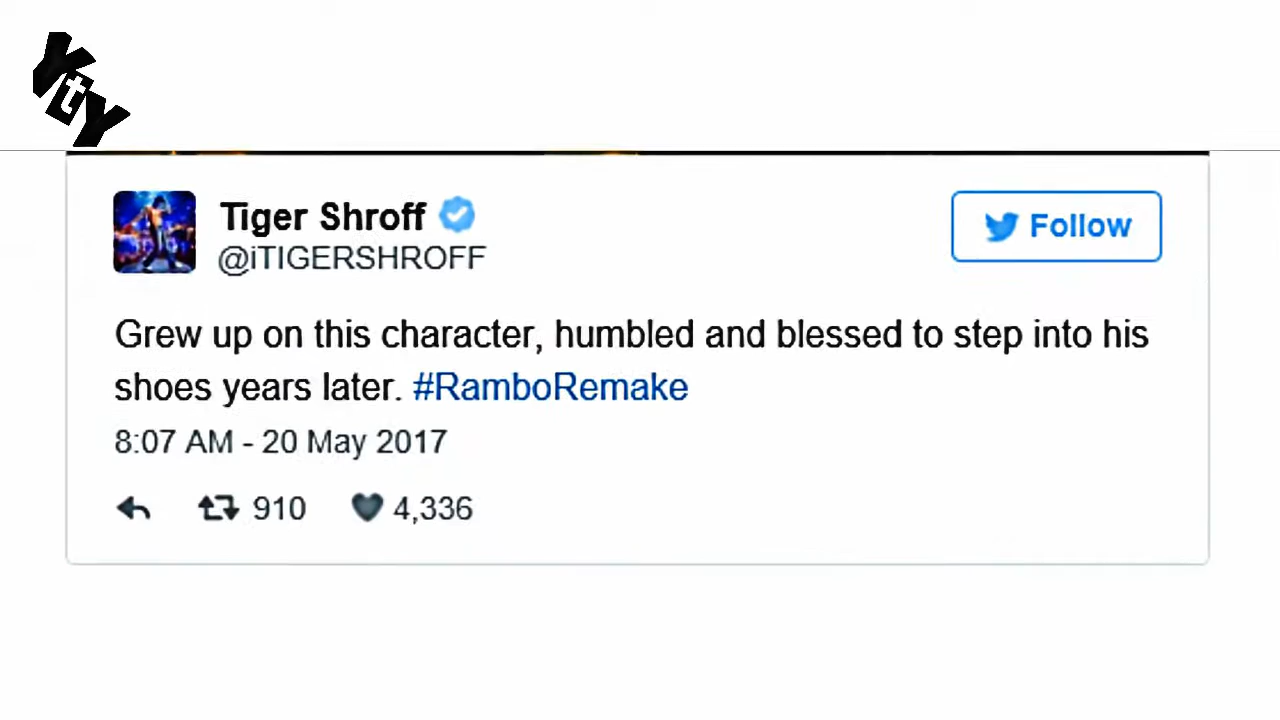 YtY
Tiger Shroff
@iTIGERSHROFF
Follow
Grew up on this character, humbled and blessed to step into his
shoes years later. #RamboRemake
8:07 AM - 20 May 2017
910 4,336